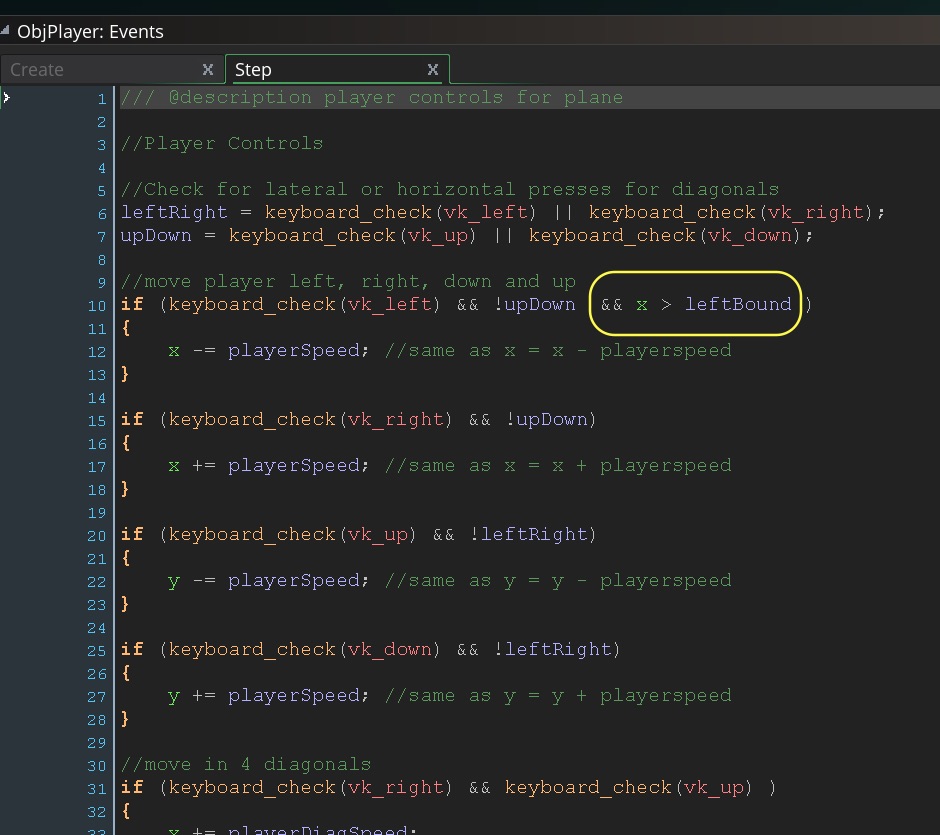 ObjPlayer: Events
Create x
Step x
1 /// @description player controls for plane
2
3 //Player Controls
4
5 //Check for lateral or horizontal presses for diagonals
6 leftRight = keyboard_check(vk_left) || keyboard_check(vk_right);
7 upDown = keyboard_check(vk_up) || keyboard_check(vk_down);
8
9 //move player left, right, down and up
10 if (keyboard_check(vk_left) && !upDown && x > leftBound )
11 {
12 x -= playerSpeed; //same as x = x - playerspeed
13 }
14
15 if (keyboard_check(vk_right) && !upDown)
16 {
17 x += playerSpeed; //same as x = x + playerspeed
18 }
19
20 if (keyboard_check(vk_up) && !leftRight)
21 {
22 y -= playerSpeed; //same as y = y - playerspeed
23 }
24
25 if (keyboard_check(vk_down) && !leftRight)
26 {
27 y += playerSpeed; //same as y = y + playerspeed
28 }
29
30 //move in 4 diagonals
31 if (keyboard_check(vk_right) && keyboard_check(vk_up) )
32 {
33 x += playerDiagSpeed;